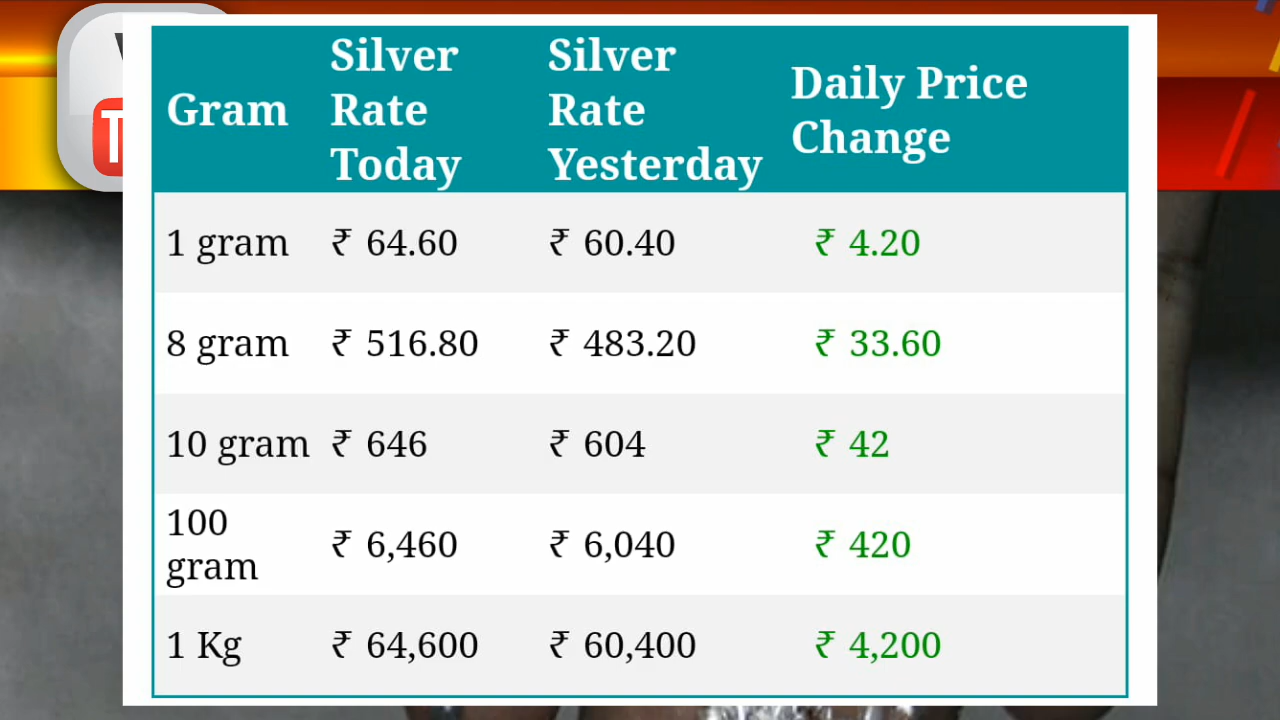 Gram
Silver
Rate
Today
Silver
Rate
Yesterday
Daily Price
Change
1 gram ₹ 64.60 ₹ 60.40 ₹ 4.20
8 gram ₹ 516.80 ₹ 483.20 ₹ 33.60
10 gram ₹ 646 ₹ 604 ₹ 42
100
gram
₹ 6,460 ₹ 6,040 ₹ 420
1 Kg ₹ 64,600 ₹ 60,400 ₹ 4,200